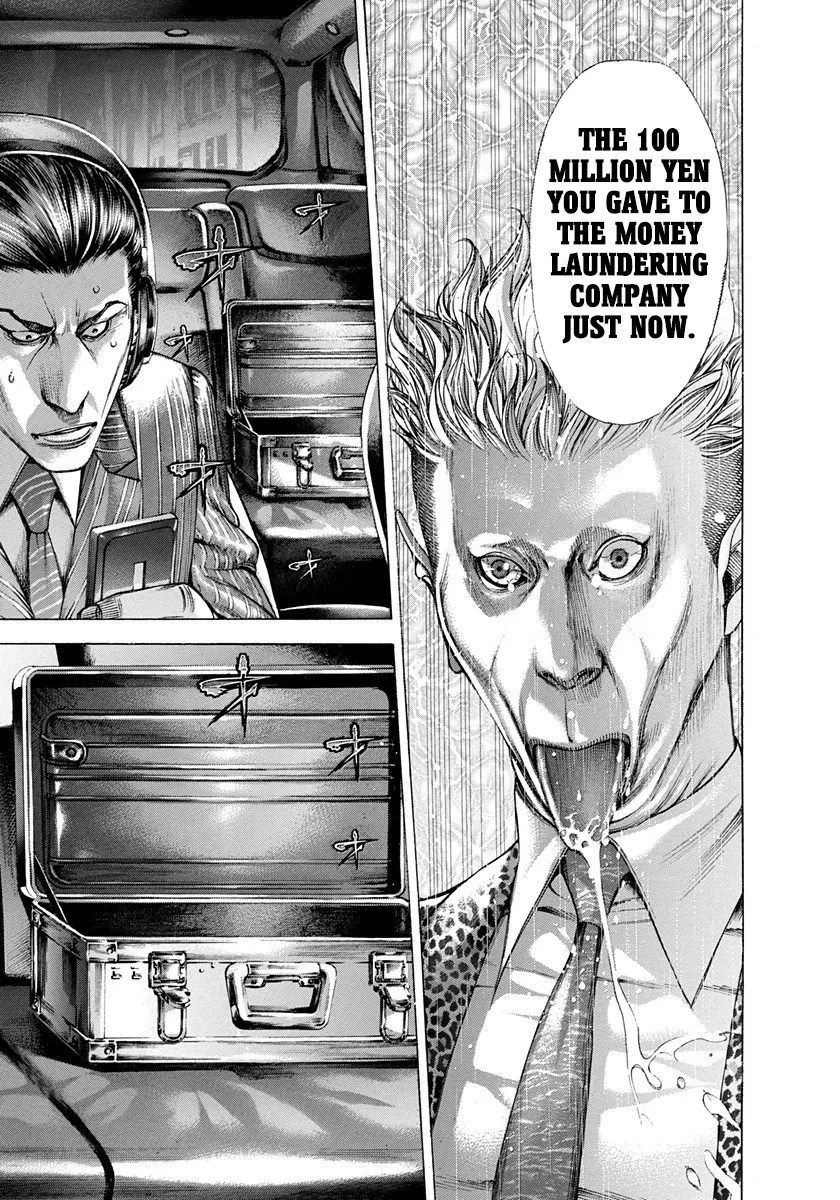 THE 100
MILLION YEN
YOU GAVE TO
THE MONEY
LAUNDERING
COMPANY
JUST NOW.